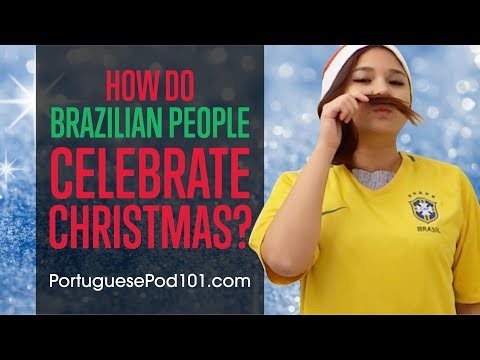 HOW DO
BRAZILIAN PEOPLE
CELEBRATE
CHRISTMAS?
PortuguesePod101.com
BRASIL